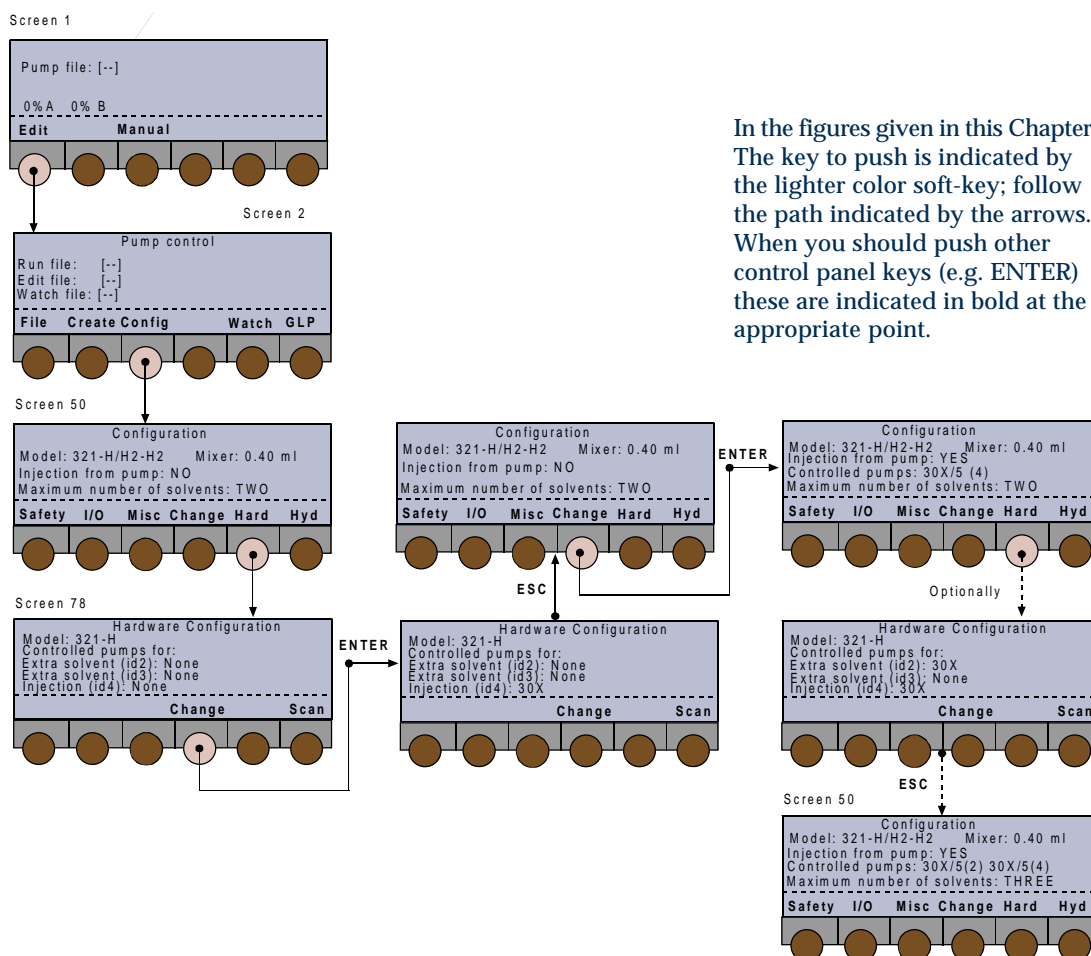 Screen 1
Pump file: [--]
0%A 0% B
Edit Manual
Screen 2
Pump control
Run file: [--]
Edit file: [--]
Watch file: [--]
File Create Config Watch GLP
In the figures given in this Chapter
The key to push is indicated by
the lighter color soft-key; follow
the path indicated by the arrows.
When you should push other
control panel keys (e.g. ENTER)
these are indicated in bold at the
appropriate point.
Screen 50
Configuration
Model: 321-H/H2-H2 Mixer: 0.40 ml
Injection from pump: NO
Maximum number of solvents: TWO
Safety I/O Misc Change Hard Hyd
Screen 78
Hardware Configuration
Model: 321-H
Controlled pumps for:
Extra solvent (id2): None
Extra solvent (id3): None
Injection (id4): None
Change Scan
ENTER
Hardware Configuration
Model: 321-H
Controlled pumps for:
Extra solvent (id2): None
Extra solvent (id3): None
Injection (id4): 30X
Change Scan
ESC
Configuration
Model: 321-H/H2-H2 Mixer: 0.40 ml
Injection from pump: NO
Maximum number of solvents: TWO
Safety I/O Misc Change Hard Hyd
ENTER
Configuration
Model: 321-H/H2-H2 Mixer: 0.40 ml
Injection from pump: YES
Controlled pumps: 30X/5 (4)
Maximum number of solvents: TWO
Safety I/O Misc Change Hard Hyd
Optionally
Hardware Configuration
Model: 321-H
Controlled pumps for:
Extra solvent (id2): 30X
Extra solvent (id3): None
Injection (id4): 30X
Change Scan
ESC
Screen 50
Configuration
Model: 321-H/H2-H2 Mixer: 0.40 ml
Injection from pump: YES
Controlled pumps: 30X/5(2) 30X/5(4)
Maximum number of solvents: THREE
Safety I/O Misc Change Hard Hyd